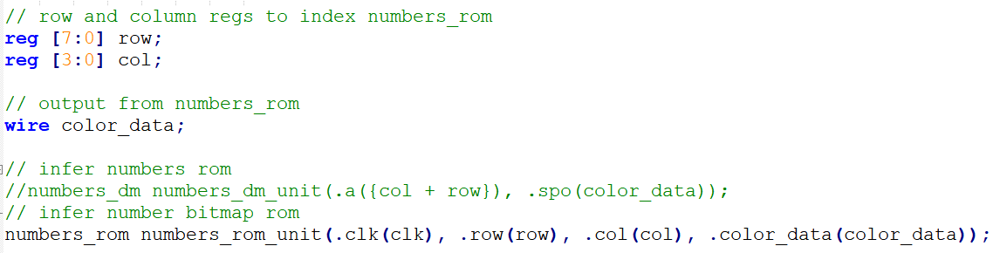 // row and column regs to index numbers_rom
reg [7:0] row;
reg [3:0] col;
// output from numbers_rom
wire color_data;
// infer numbers rom
//numbers_dm numbers_dm_unit(.a({col + row}), .spo(color_data));
// infer number bitmap rom
numbers_rom numbers_rom_unit(.clk(clk), .row(row), .col(col), .color_data(color_data));